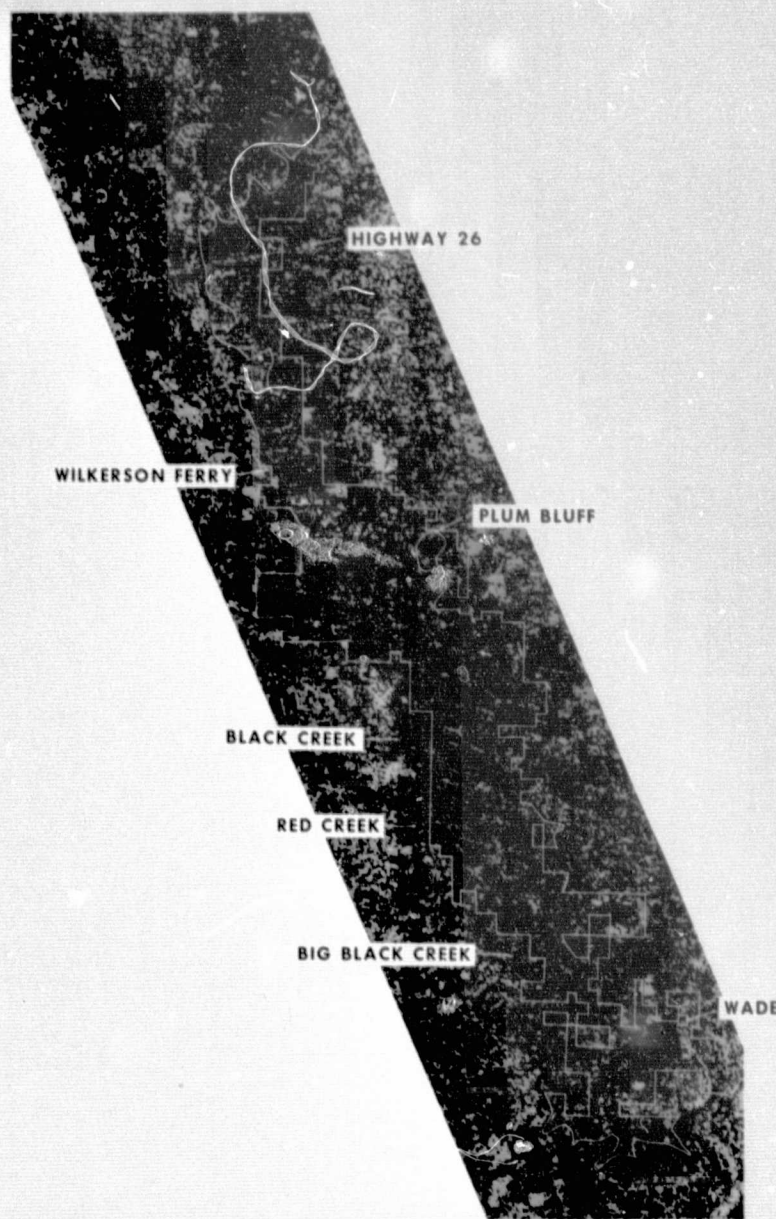 HIGHWAY 26
WILKERSON FERRY
PLUM BLUFF
BLACK CREEK
RED CREEK
BIG BLACK CREEK
WADE